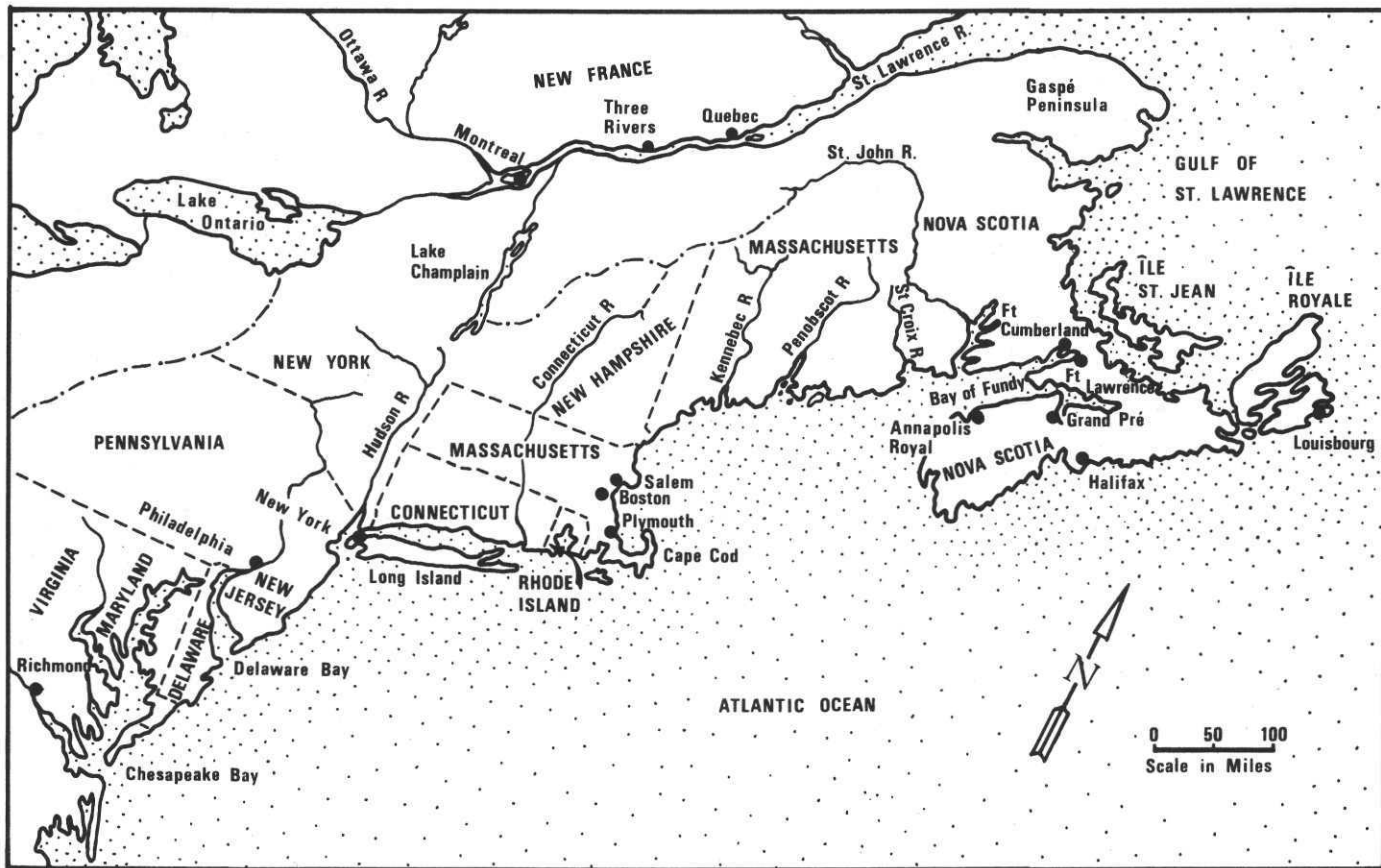 Ottawa R
NEW FRANCE
St. Lawrence R.
Three
Rivers
Quebec
Gaspé
Peninsula
Montreal
St. John R.
GULF OF
ST. LAWRENCE
Lake
Ontario
NOVA SCOTIA
Lake
Champlain
MASSACHUSETTS
ÎLE
ST. JEAN
ÎLE
ROYALE
Connecticut R
NEW HAMPSHIRE
Kennebec R
Penobscot R
St Croix R
Ft
Cumberland
NEW YORK
Hudson R
Bay of Fundy
Ft
Lawrence
PENNSYLVANIA
MASSACHUSETTS
Annapolis
Royal
Grand Pré
Louisbourg
NOVA SCOTIA
Halifax
Salem
Boston
Plymouth
New York
CONNECTICUT
Philadelphia
Cape Cod
Long Island
RHODE
ISLAND
VIRGINIA
MARYLAND
NEW
JERSEY
DELAWARE
Richmond
Delaware Bay
ATLANTIC OCEAN
N
0 50 100
Scale in Miles
Chesapeake Bay